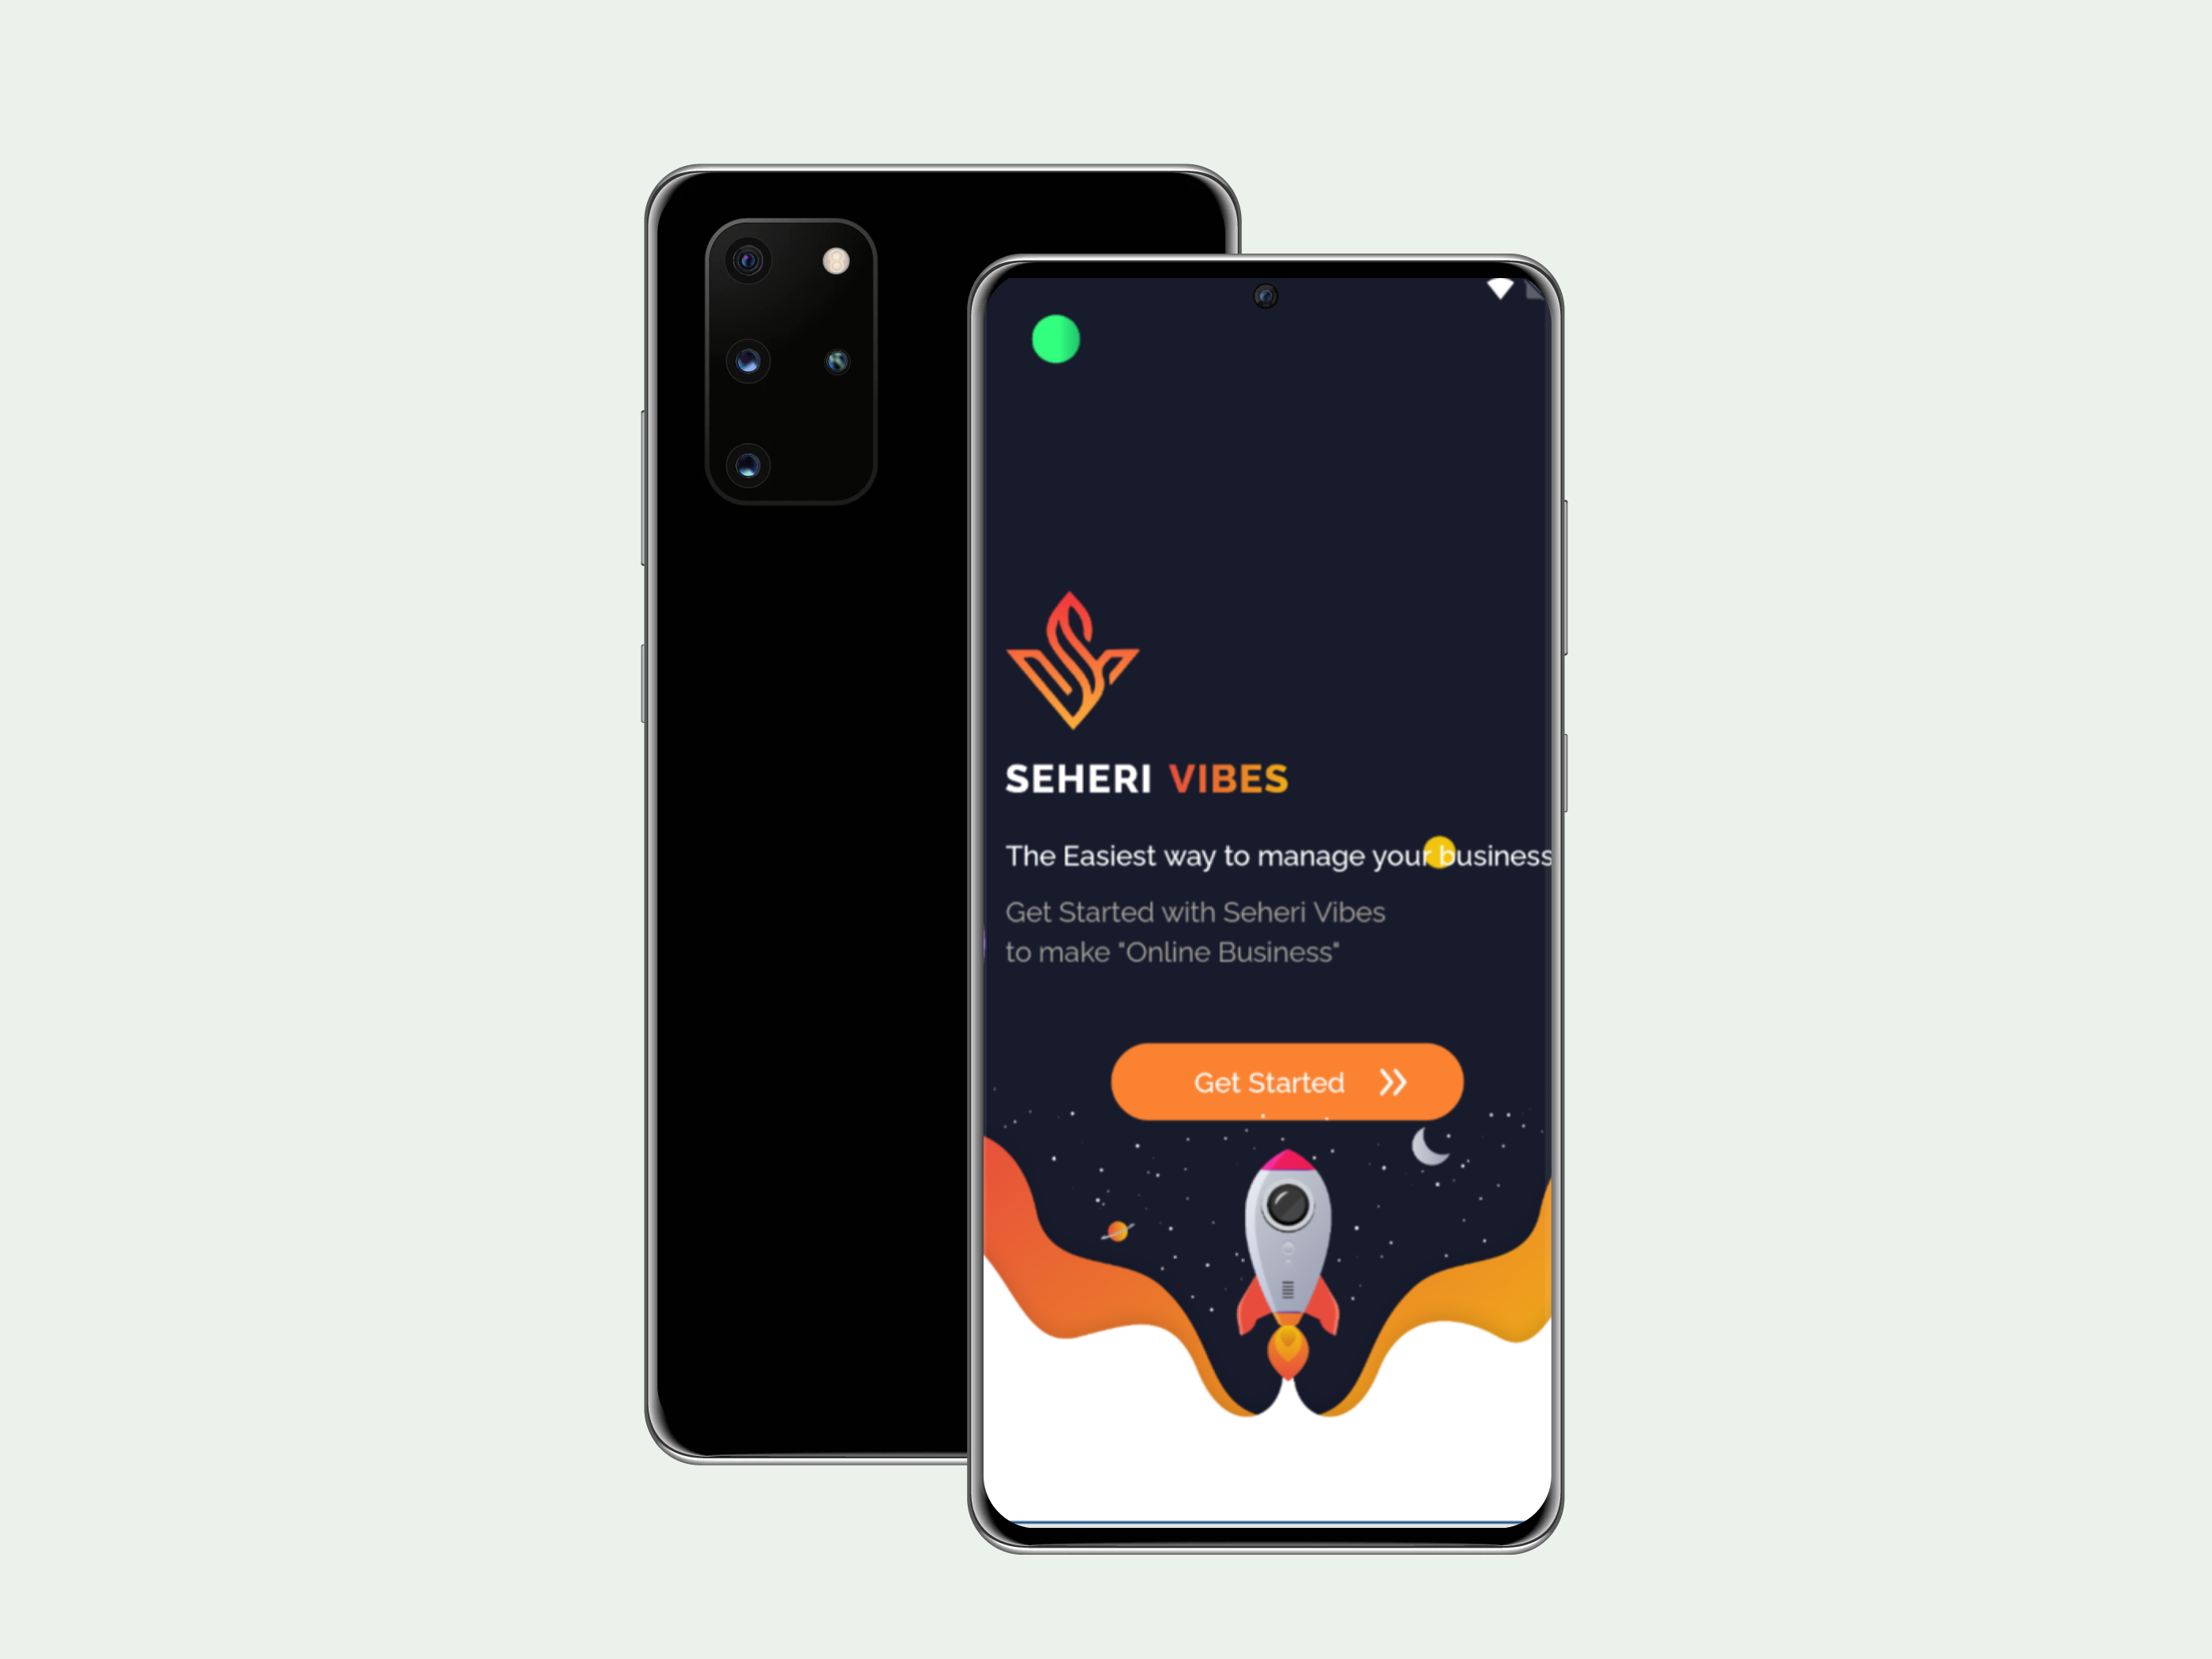 SEHERI VIBES
The Easiest way to manage your business
Get Started with Seheri Vibes
to make "Online Business"
Get Started